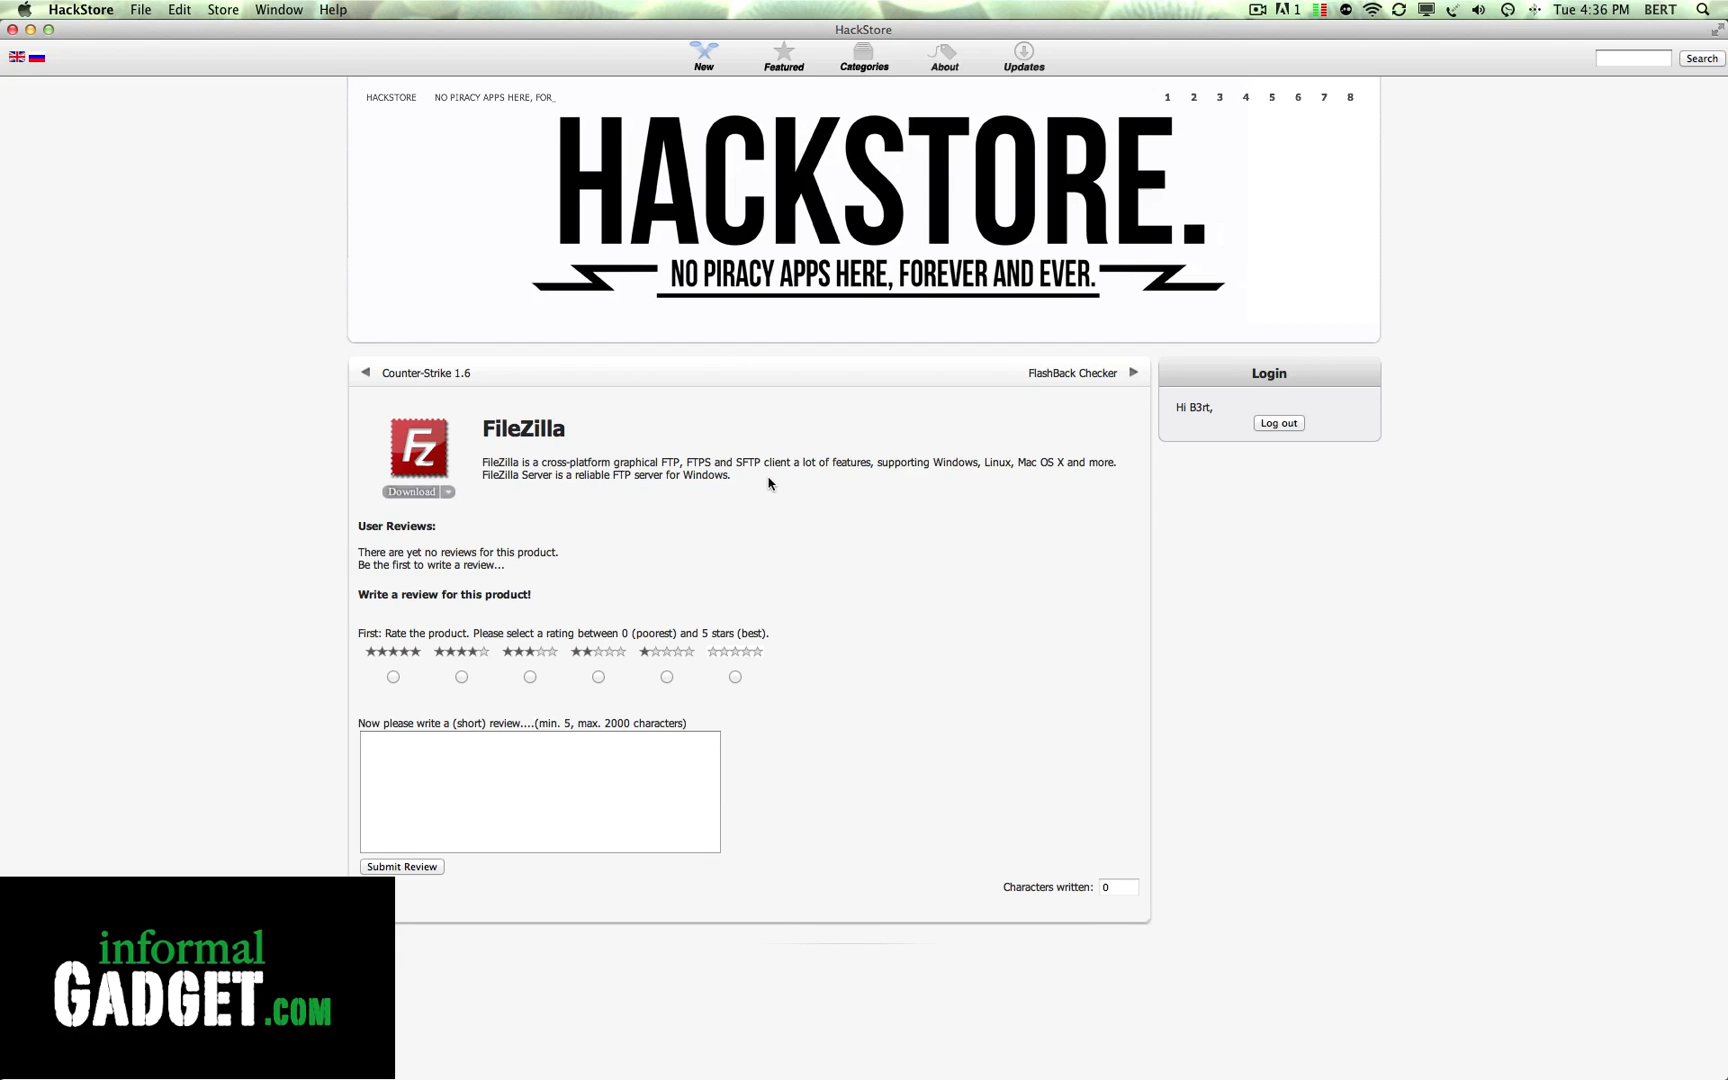 HackStore File Edit Store Window Help
1 Tue 4:36 PM BERT
HackStore
New Featured Categories About Updates
Search
HACKSTORE NO PIRACY APPS HERE, FOR_
1 2 3 4 5 6 7 8
HACKSTORE.
NO PIRACY APPS HERE, FOREVER AND EVER.
Counter-Strike 1.6
FlashBack Checker
Login
Hi B3rt,
Log out
Fz
Download
FileZilla
FileZilla is a cross-platform graphical FTP, FTPS and SFTP client a lot of features, supporting Windows, Linux, Mac OS X and more.
FileZilla Server is a reliable FTP server for Windows.
User Reviews:
There are yet no reviews for this product.
Be the first to write a review...
Write a review for this product!
First: Rate the product. Please select a rating between 0 (poorest) and 5 stars (best).
Now please write a (short) review....(min. 5, max. 2000 characters)
Submit Review
Characters written: 0
informal
GADGET.COM